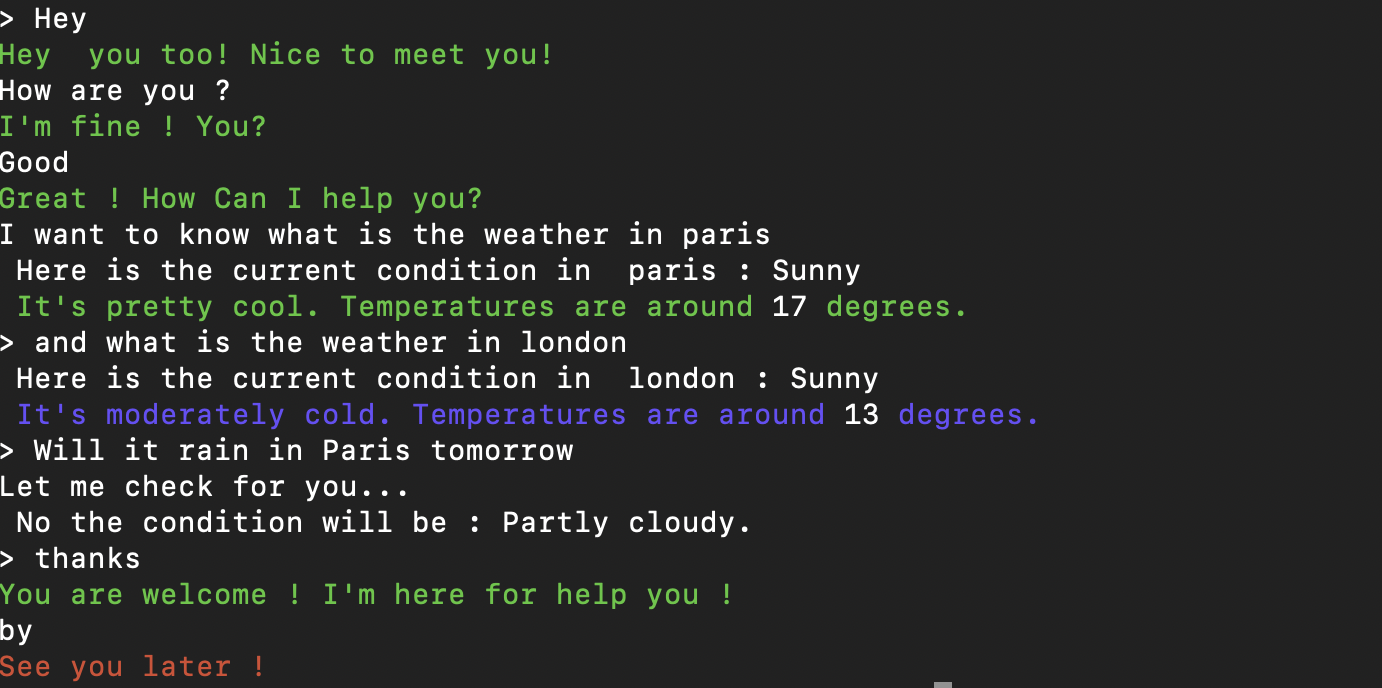 > Hey
Hey  you too! Nice to meet you!
How are you ?
I'm fine ! You?
Good
Great ! How Can I help you?
I want to know what is the weather in paris
Here is the current condition in  paris : Sunny
It's pretty cool. Temperatures are around 17 degrees.
> and what is the weather in london
Here is the current condition in  london : Sunny
It's moderately cold. Temperatures are around 13 degrees.
> Will it rain in Paris tomorrow
Let me check for you...
No the condition will be : Partly cloudy.
> thanks
You are welcome ! I'm here for help you !
by
See you later !